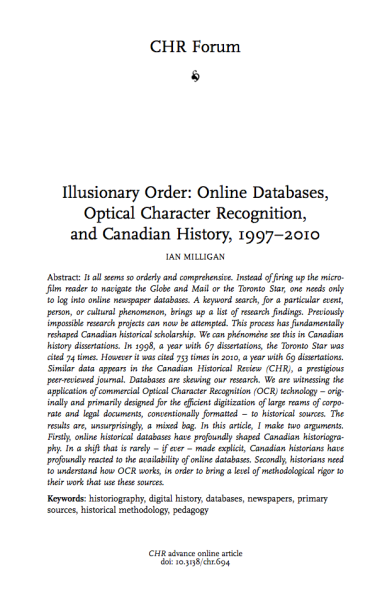 CHR Forum
Illusionary Order: Online Databases,
Optical Character Recognition,
and Canadian History, 1997–2010
IAN MILLIGAN
Abstract: It all seems so orderly and comprehensive. Instead of firing up the micro-
film reader to navigate the Globe and Mail or the Toronto Star, one needs only
to log into online newspaper databases. A keyword search, for a particular event,
person, or cultural phenomenon, brings up a list of research findings. Previously
impossible research projects can now be attempted. This process has fundamentally
reshaped Canadian historical scholarship. We can phénomène see this in Canadian
history dissertations. In 1998, a year with 67 dissertations, the Toronto Star was
cited 74 times. However it was cited 753 times in 2010, a year with 69 dissertations.
Similar data appears in the Canadian Historical Review (CHR), a prestigious
peer-reviewed journal. Databases are skewing our research. We are witnessing the
application of commercial Optical Character Recognition (OCR) technology – orig-
inally and primarily designed for the efficient digitization of large reams of corpo-
rate and legal documents, conventionally formatted – to historical sources. The
results are, unsurprisingly, a mixed bag. In this article, I make two arguments.
Firstly, online historical databases have profoundly shaped Canadian historiogra-
phy. In a shift that is rarely – if ever – made explicit, Canadian historians have
profoundly reacted to the availability of online databases. Secondly, historians need
to understand how OCR works, in order to bring a level of methodological rigor to
their work that use these sources.
Keywords: historiography, digital history, databases, newspapers, primary
sources, historical methodology, pedagogy
CHR advance online article
doi: 10.3138/chr.694